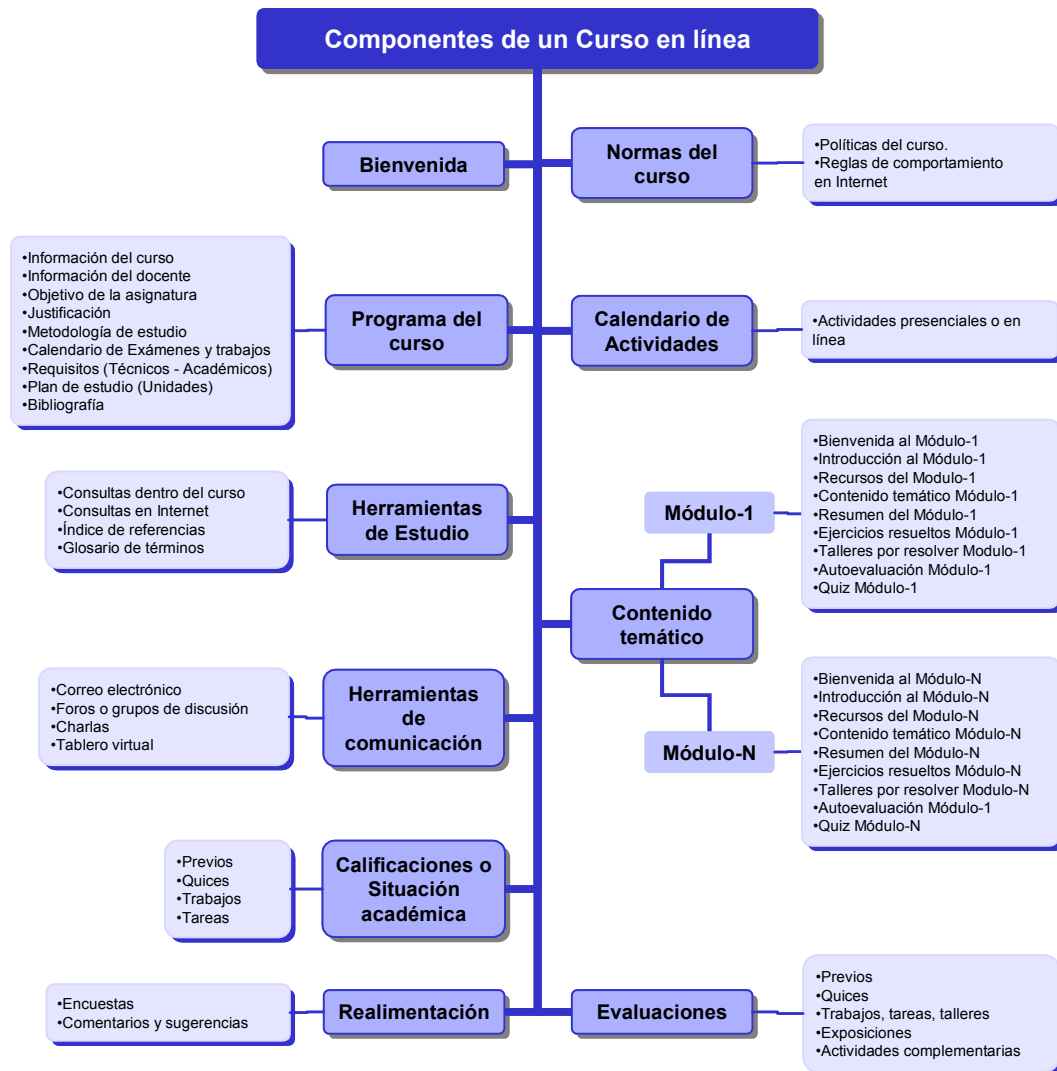 Componentes de un Curso en línea
Bienvenida
Normas del
curso
•Políticas del curso.
•Reglas de comportamiento
en Internet
•Información del curso
•Información del docente
•Objetivo de la asignatura
•Justificación
•Metodología de estudio
•Calendario de Exámenes y trabajos
•Requisitos (Técnicos - Académicos)
•Plan de estudio (Unidades)
•Bibliografía
Programa del
curso
Calendario de
Actividades
•Actividades presenciales o en
línea
•Consultas dentro del curso
•Consultas en Internet
•Índice de referencias
•Glosario de términos
Herramientas
de Estudio
Módulo-1
•Bienvenida al Módulo-1
•Introducción al Módulo-1
•Recursos del Modulo-1
•Contenido temático Módulo-1
•Resumen del Módulo-1
•Ejercicios resueltos Módulo-1
•Talleres por resolver Modulo-1
•Autoevaluación Módulo-1
•Quiz Módulo-1
Contenido
temático
•Correo electrónico
•Foros o grupos de discusión
•Charlas
•Tablero virtual
Herramientas
de
comunicación
Módulo-N
•Bienvenida al Módulo-N
•Introducción al Módulo-N
•Recursos del Modulo-N
•Contenido temático Módulo-N
•Resumen del Módulo-N
•Ejercicios resueltos Módulo-N
•Talleres por resolver Modulo-N
•Autoevaluación Módulo-1
•Quiz Módulo-N
•Previos
•Quices
•Trabajos
•Tareas
Calificaciones o
Situación
académica
•Encuestas
•Comentarios y sugerencias
Realimentación
Evaluaciones
•Previos
•Quices
•Trabajos, tareas, talleres
•Exposiciones
•Actividades complementarias